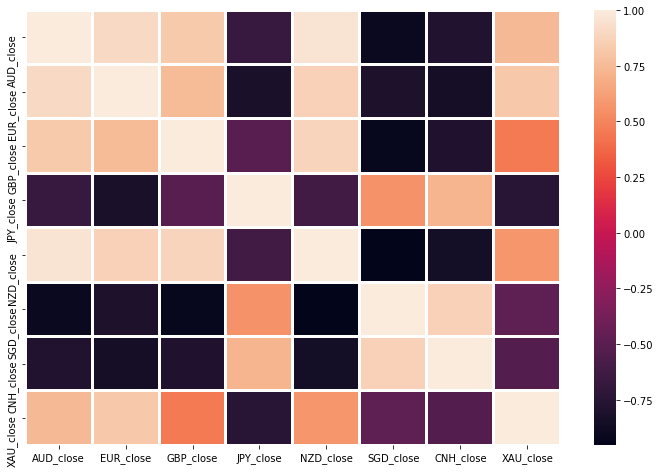 AUD_close
EUR_close
GBP_close
JPY_close
NZD_close
SGD_close
CNH_close
XAU_close
AUD_close EUR_close GBP_close JPY_close NZD_close SGD_close CNH_close XAU_close
1.00
0.75
0.50
0.25
0.00
−0.25
−0.50
−0.75